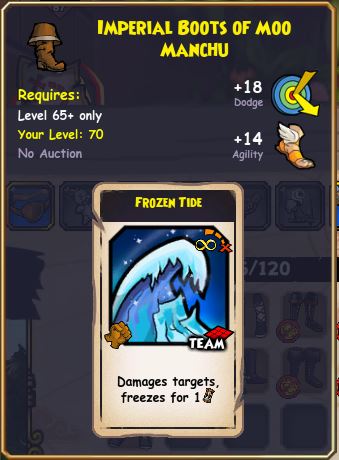 Imperial Boots of Moo
Manchu
Requires:
Level 65+ only
Your Level: 70
No Auction
+18
Dodge
+14
Agility
Frozen Tide
TEAM
Damages targets,
freezes for 1
/120